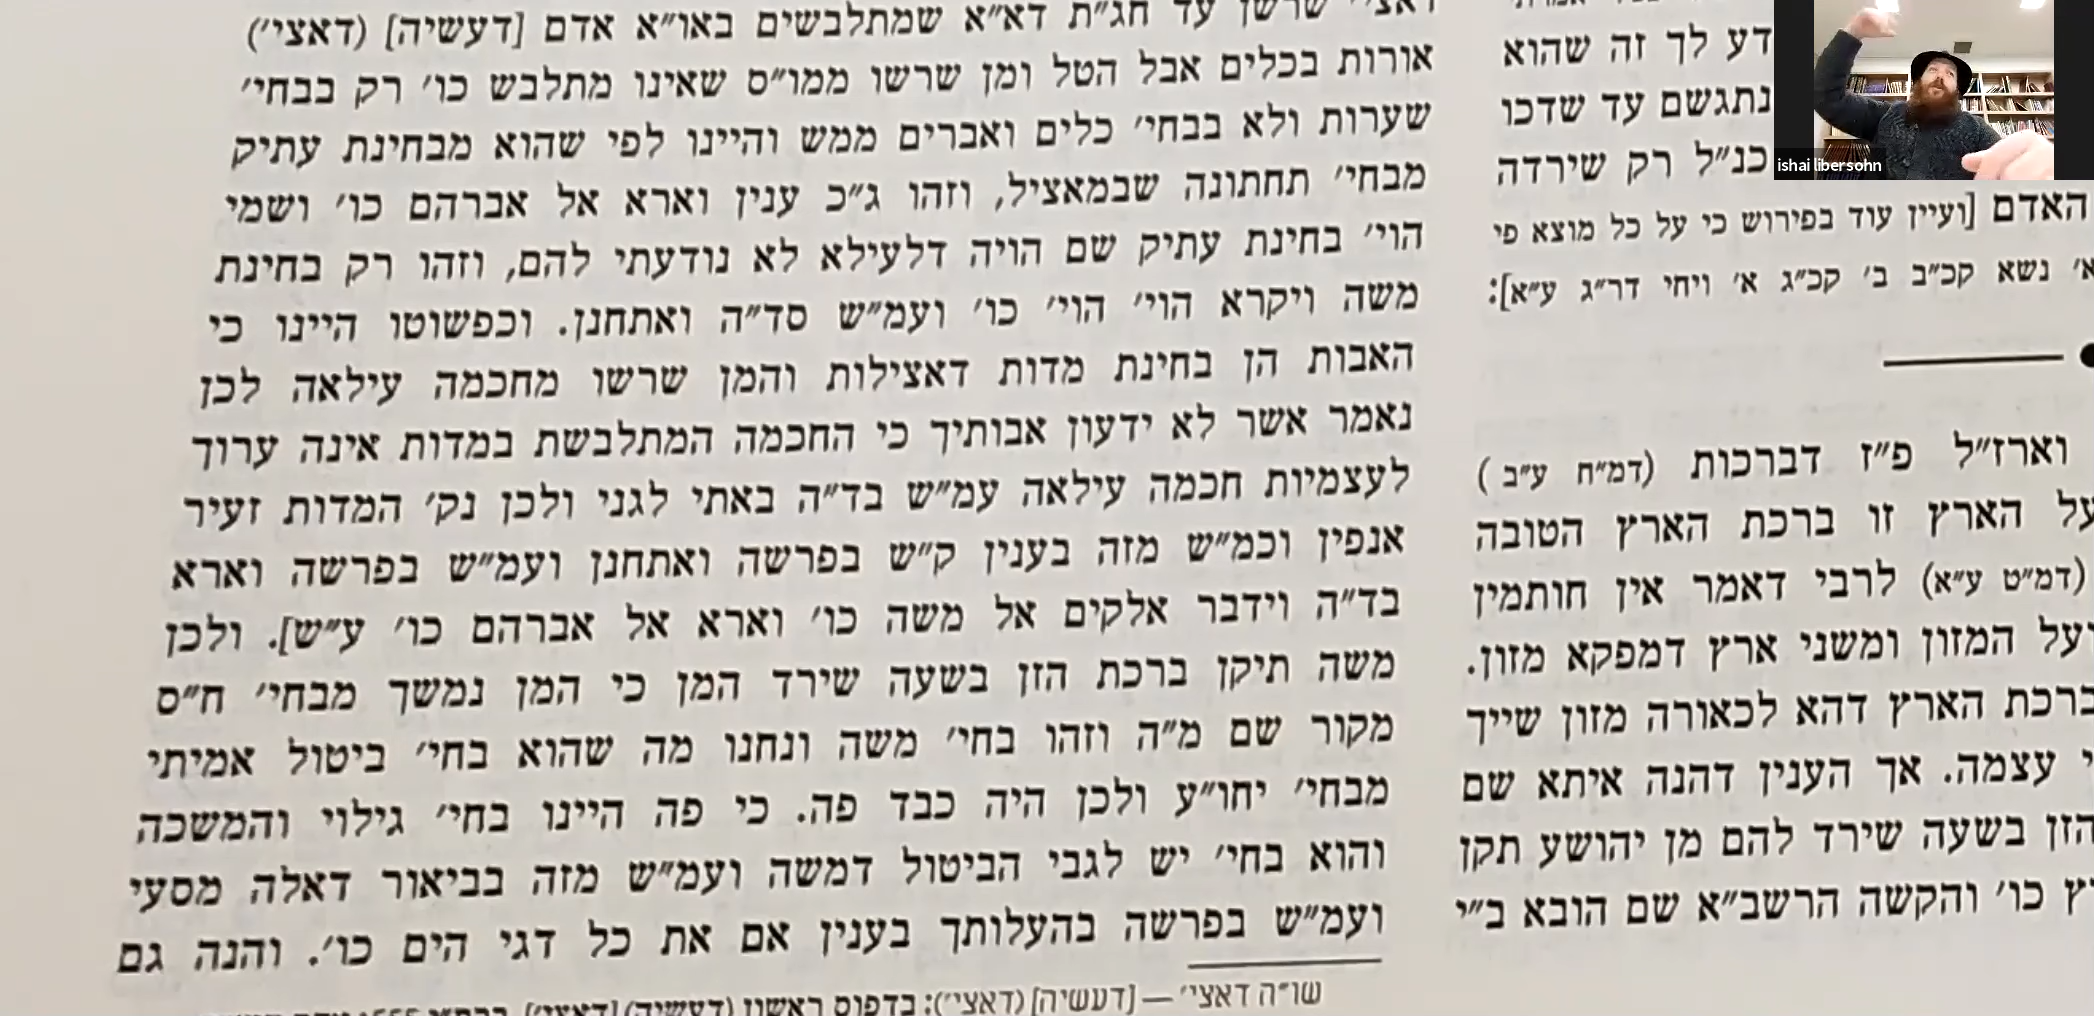 דע לך זה שהוא
נתגשם עד שדכו
כנ״ל רק שירדה
האדם [ועיין עוד בפירוש כי על כל מוצא פי
א׳ נשא קכ״ב ב׳ קכ״ג א׳ ויחי דר״ג ע״א]:
וארז״ל פ״ז דברכות (דמ״ח ע״ב)
על הארץ זו ברכת הארץ הטובה
(דמ״ט ע״א) לרבי דאמר אין חותמין
ועל המזון ומשני ארץ דמפקא מזון.
ברכת הארץ דהא לכאורה מזון שייך
עצמה. אך הענין דהנה איתא שם
הזן בשעה שירד להם מן יהושע תקן
כו׳ והקשה הרשב״א שם הובא ב״י
שרשן עד חג״ת דא״א שמתלבשים באו״א אדם [דעשיה] (דאצי׳)
אורות בכלים אבל הטל ומן שרשו ממו״ס שאינו מתלבש כו׳ רק בבחי׳
שערות ולא בבחי׳ כלים ואברים ממש והיינו לפי שהוא מבחינת עתיק
מבחי׳ תחתונה שבמאציל, וזהו ג״כ ענין וארא אל אברהם כו׳ ושמי
הוי׳ בחינת עתיק שם הויה דלעילא לא נודעתי להם, וזהו רק בחינת
משה ויקרא הוי׳ הוי׳ כו׳ ועמ״ש סד״ה ואתחנן. וכפשוטו היינו כי
האבות הן בחינת מדות דאצילות והמן שרשו מחכמה עילאה לכן
נאמר אשר לא ידעון אבותיך כי החכמה המתלבשת במדות אינה ערוך
לעצמיות חכמה עילאה עמ״ש בד״ה באתי לגני ולכן נק׳ המדות זעיר
אנפין וכמ״ש מזה בענין ק״ש בפרשה ואתחנן ועמ״ש בפרשה וארא
בד״ה וידבר אלקים אל משה כו׳ וארא אל אברהם כו׳ ע״ש]. ולכן
משה תיקן ברכת הזן בשעה שירד המן כי המן נמשך מבחי׳ ח״ס
מקור שם מ״ה וזהו בחי׳ משה ונחנו מה שהוא בחי׳ ביטול אמיתי
מבחי׳ יחו״ע ולכן היה כבד פה. כי פה היינו בחי׳ גילוי והמשכה
והוא בחי׳ יש לגבי הביטול דמשה ועמ״ש מזה בביאור דאלה מסעי
ועמ״ש בפרשה בהעלותך בענין אם את כל דגי הים כו׳. והנה גם
שו״ה דאצי׳ — [דעשיה] (דאצי׳): בדפוס ראשון (דעשיה) [דאצי׳].
ishai libersohn